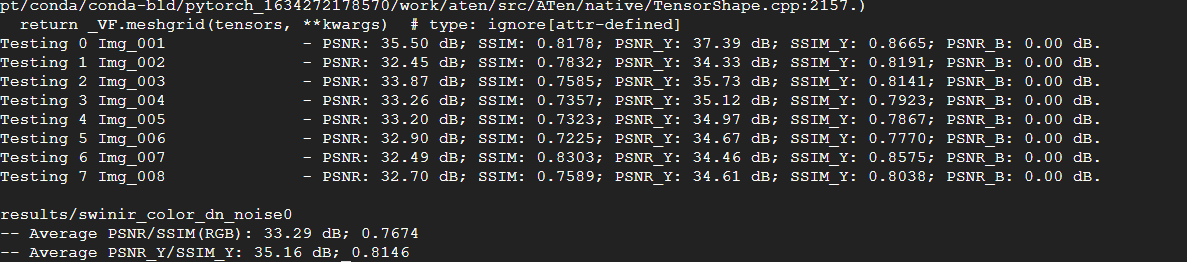 pt/conda/conda-bld/pytorch_1634272178570/work/aten/src/ATen/native/TensorShape.cpp:2157.)
return _VF.meshgrid(tensors, **kwargs)  # type: ignore[attr-defined]
Testing 0 Img_001 - PSNR: 35.50 dB; SSIM: 0.8178; PSNR_Y: 37.39 dB; SSIM_Y: 0.8665; PSNR_B: 0.00 dB.
Testing 1 Img_002 - PSNR: 32.45 dB; SSIM: 0.7832; PSNR_Y: 34.33 dB; SSIM_Y: 0.8191; PSNR_B: 0.00 dB.
Testing 2 Img_003 - PSNR: 33.87 dB; SSIM: 0.7585; PSNR_Y: 35.73 dB; SSIM_Y: 0.8141; PSNR_B: 0.00 dB.
Testing 3 Img_004 - PSNR: 33.26 dB; SSIM: 0.7357; PSNR_Y: 35.12 dB; SSIM_Y: 0.7923; PSNR_B: 0.00 dB.
Testing 4 Img_005 - PSNR: 33.20 dB; SSIM: 0.7323; PSNR_Y: 34.97 dB; SSIM_Y: 0.7867; PSNR_B: 0.00 dB.
Testing 5 Img_006 - PSNR: 32.90 dB; SSIM: 0.7225; PSNR_Y: 34.67 dB; SSIM_Y: 0.7770; PSNR_B: 0.00 dB.
Testing 6 Img_007 - PSNR: 32.49 dB; SSIM: 0.8303; PSNR_Y: 34.46 dB; SSIM_Y: 0.8575; PSNR_B: 0.00 dB.
Testing 7 Img_008 - PSNR: 32.70 dB; SSIM: 0.7589; PSNR_Y: 34.61 dB; SSIM_Y: 0.8038; PSNR_B: 0.00 dB.
results/swinir_color_dn_noise0
-- Average PSNR/SSIM(RGB): 33.29 dB; 0.7674
-- Average PSNR_Y/SSIM_Y: 35.16 dB; 0.8146